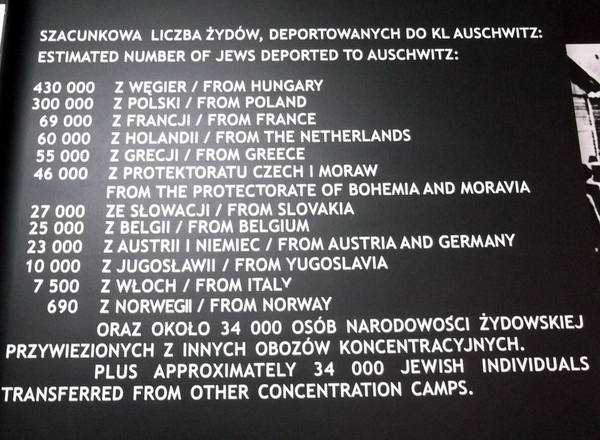 SZACUNKOWA LICZBA ŻYDÓW, DEPORTOWANYCH DO KL AUSCHWITZ:
ESTIMATED NUMBER OF JEWS DEPORTED TO AUSCHWITZ:
430 000 Z WĘGIER / FROM HUNGARY
300 000 Z POLSKI / FROM POLAND
69 000 Z FRANCJI / FROM FRANCE
60 000 Z HOLANDII / FROM THE NETHERLANDS
55 000 Z GRECJI / FROM GREECE
46 000 Z PROTEKTORATU CZECH I MORAW
FROM THE PROTECTORATE OF BOHEMIA AND MORAVIA
27 000 ZE SŁOWACJI / FROM SLOVAKIA
25 000 Z BELGII / FROM BELGIUM
23 000 Z AUSTRII I NIEMIEC / FROM AUSTRIA AND GERMANY
10 000 Z JUGOSŁAWII / FROM YUGOSLAVIA
7 500 Z WŁOCH / FROM ITALY
690 Z NORWEGII / FROM NORWAY
ORAZ OKOŁO 34 000 OSÓB NARODOWOŚCI ŻYDOWSKIEJ
PRZYWIEZIONYCH Z INNYCH OBOZÓW KONCENTRACYJNYCH.
PLUS APPROXIMATELY 34 000 JEWISH INDIVIDUALS
TRANSFERRED FROM OTHER CONCENTRATION CAMPS.